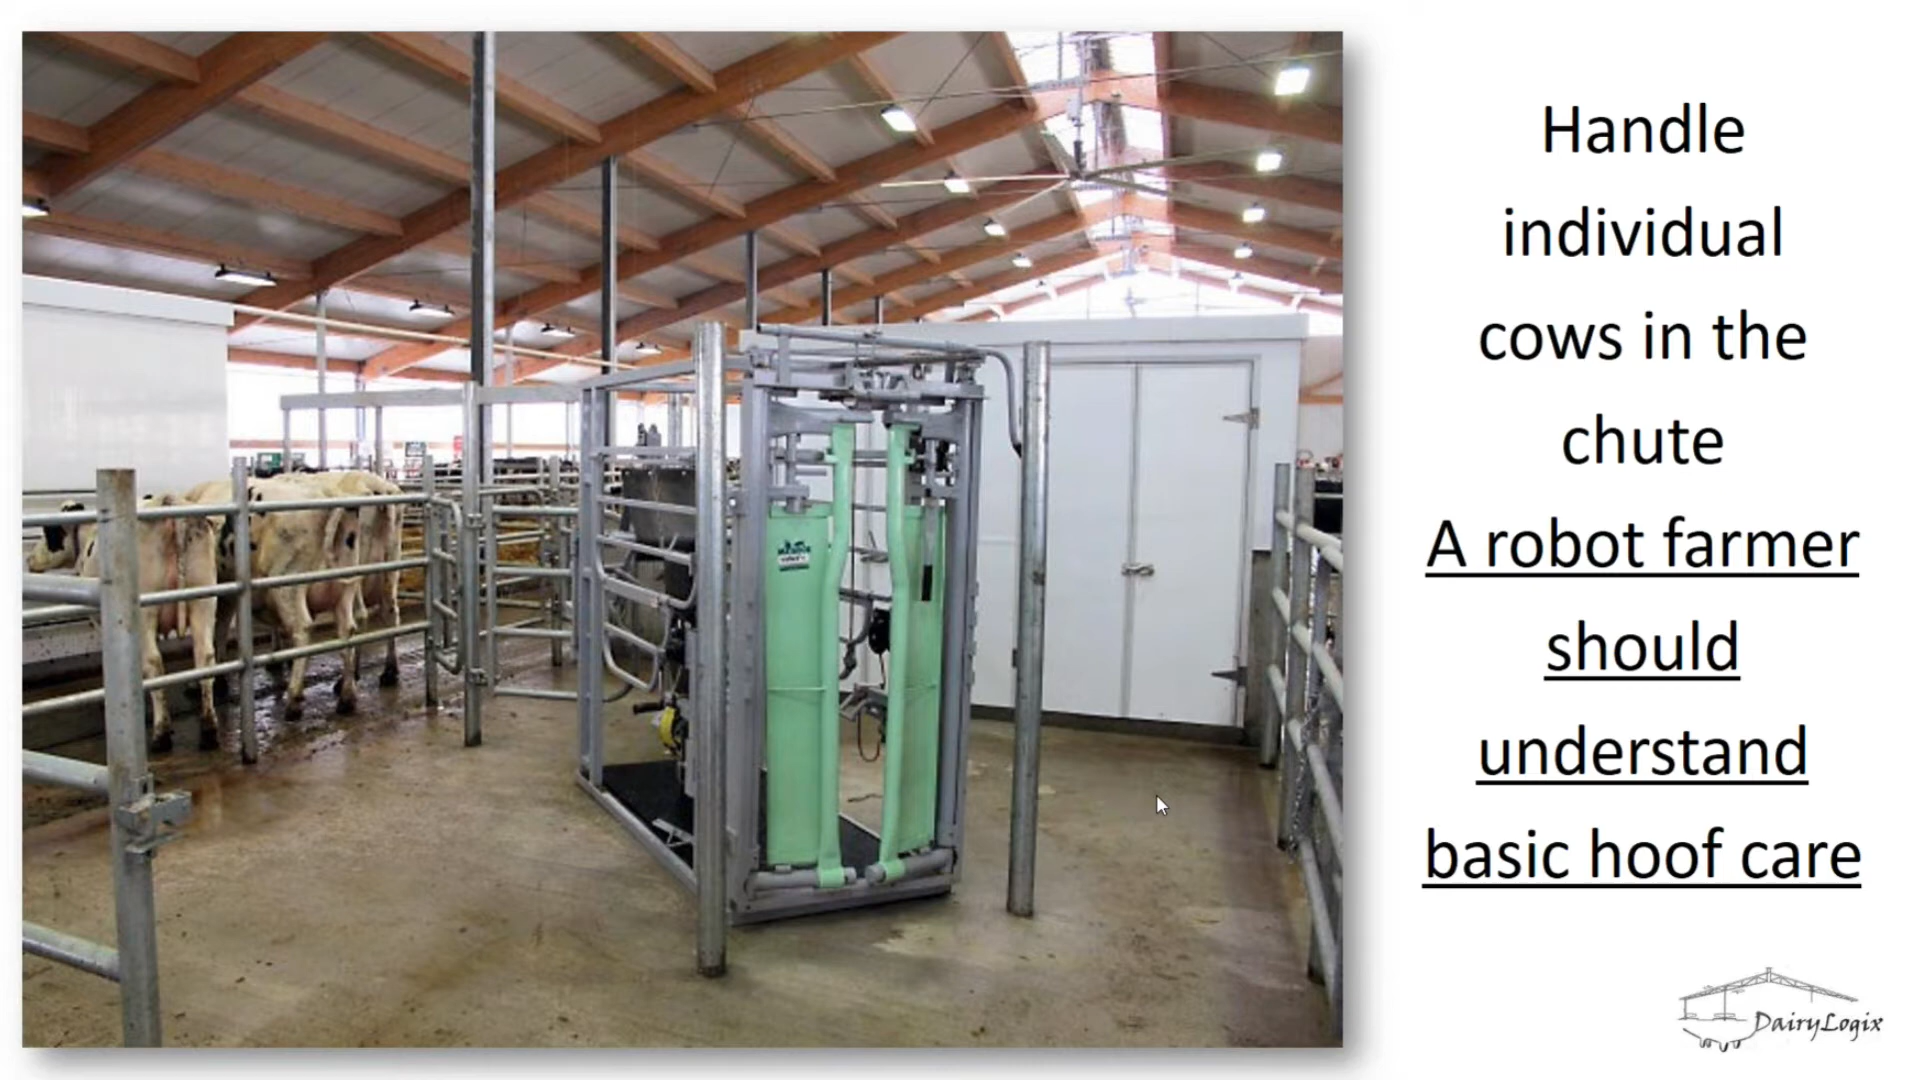 Handle
individual
cows in the
chute
A robot farmer
should
understand
basic hoof care
DairyLogix